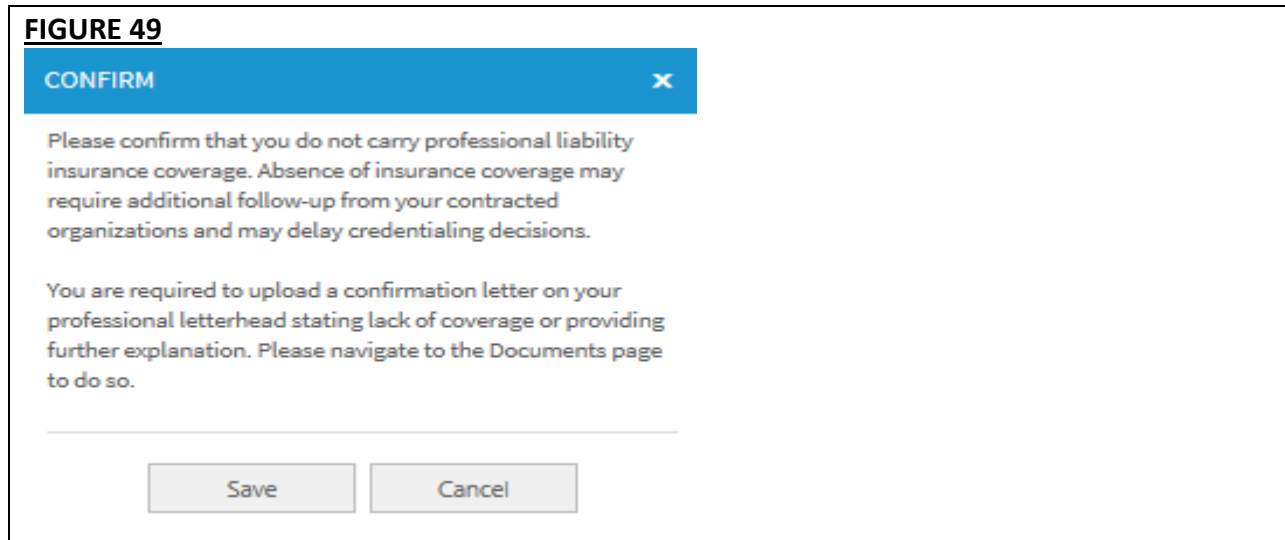 FIGURE 49
CONFIRM ×
Please confirm that you do not carry professional liability
insurance coverage. Absence of insurance coverage may
require additional follow-up from your contracted
organizations and may delay credentialing decisions.
You are required to upload a confirmation letter on your
professional letterhead stating lack of coverage or providing
further explanation. Please navigate to the Documents page
to do so.
Save Cancel